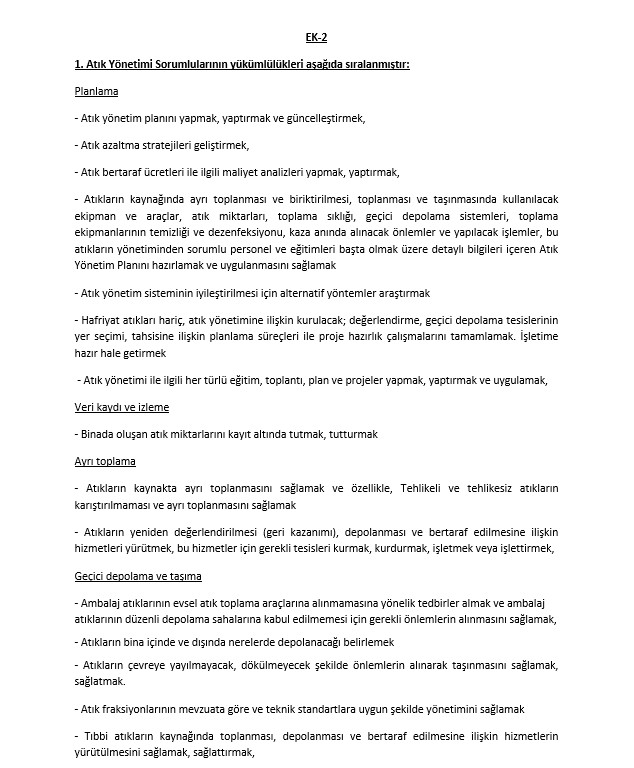 EK-2
1. Atık Yönetimi Sorumlularının yükümlülükleri aşağıda sıralanmıştır:
Planlama
- Atık yönetim planını yapmak, yaptırmak ve güncelleştirmek,
- Atık azaltma stratejileri geliştirmek,
- Atık bertaraf ücretleri ile ilgili maliyet analizleri yapmak, yaptırmak,
- Atıkların kaynağında ayrı toplanması ve biriktirilmesi, toplanması ve taşınmasında kullanılacak
ekipman ve araçlar, atık miktarları, toplama sıklığı, geçici depolama sistemleri, toplama
ekipmanlarının temizliği ve dezenfeksiyonu, kaza anında alınacak önlemler ve yapılacak işlemler, bu
atıkların yönetiminden sorumlu personel ve eğitimleri başta olmak üzere detaylı bilgileri içeren Atık
Yönetim Planını hazırlamak ve uygulanmasını sağlamak
- Atık yönetim sisteminin iyileştirilmesi için alternatif yöntemler araştırmak
- Hafriyat atıkları hariç, atık yönetimine ilişkin kurulacak; değerlendirme, geçici depolama tesislerinin
yer seçimi, tahsisine ilişkin planlama süreçleri ile proje hazırlık çalışmalarını tamamlamak. İşletime
hazır hale getirmek
- Atık yönetimi ile ilgili her türlü eğitim, toplantı, plan ve projeler yapmak, yaptırmak ve uygulamak,
Veri kaydı ve izleme
- Binada oluşan atık miktarlarını kayıt altında tutmak, tutturmak
Ayrı toplama
- Atıkların kaynakta ayrı toplanmasını sağlamak ve özellikle, Tehlikeli ve tehlikesiz atıkların
karıştırılmaması ve ayrı toplanmasını sağlamak
- Atıkların yeniden değerlendirilmesi (geri kazanımı), depolanması ve bertaraf edilmesine ilişkin
hizmetleri yürütmek, bu hizmetler için gerekli tesisleri kurmak, kurdurmak, işletmek veya işlettirmek,
Geçici depolama ve taşıma
- Ambalaj atıklarının evsel atık toplama araçlarına alınmamasına yönelik tedbirler almak ve ambalaj
atıklarının düzenli depolama sahalarına kabul edilmemesi için gerekli önlemlerin alınmasını sağlamak,
- Atıkların bina içinde ve dışında nerelerde depolanacağı belirlemek
- Atıkların çevreye yayılmayacak, dökülmeyecek şekilde önlemlerin alınarak taşınmasını sağlamak,
sağlatmak.
- Atık fraksiyonlarının mevzuata göre ve teknik standartlara uygun şekilde yönetimini sağlamak
- Tıbbi atıkların kaynağında toplanması, depolanması ve bertaraf edilmesine ilişkin hizmetlerin
yürütülmesini sağlamak, sağlattırmak,